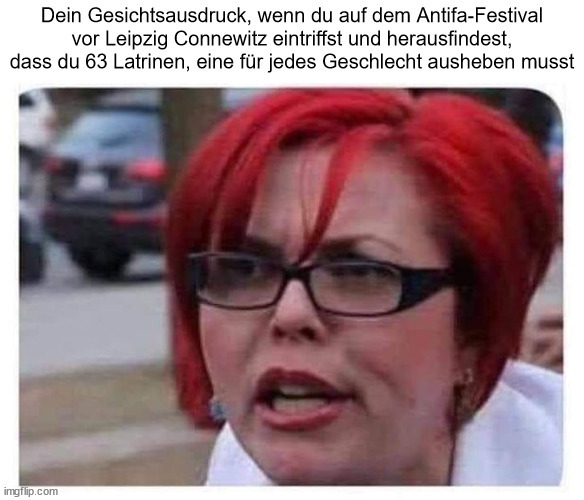 Dein Gesichtsausdruck, wenn du auf dem Antifa-Festival
vor Leipzig Connewitz eintriffst und herausfindest,
dass du 63 Latrinen, eine für jedes Geschlecht ausheben musst
imgflip.com